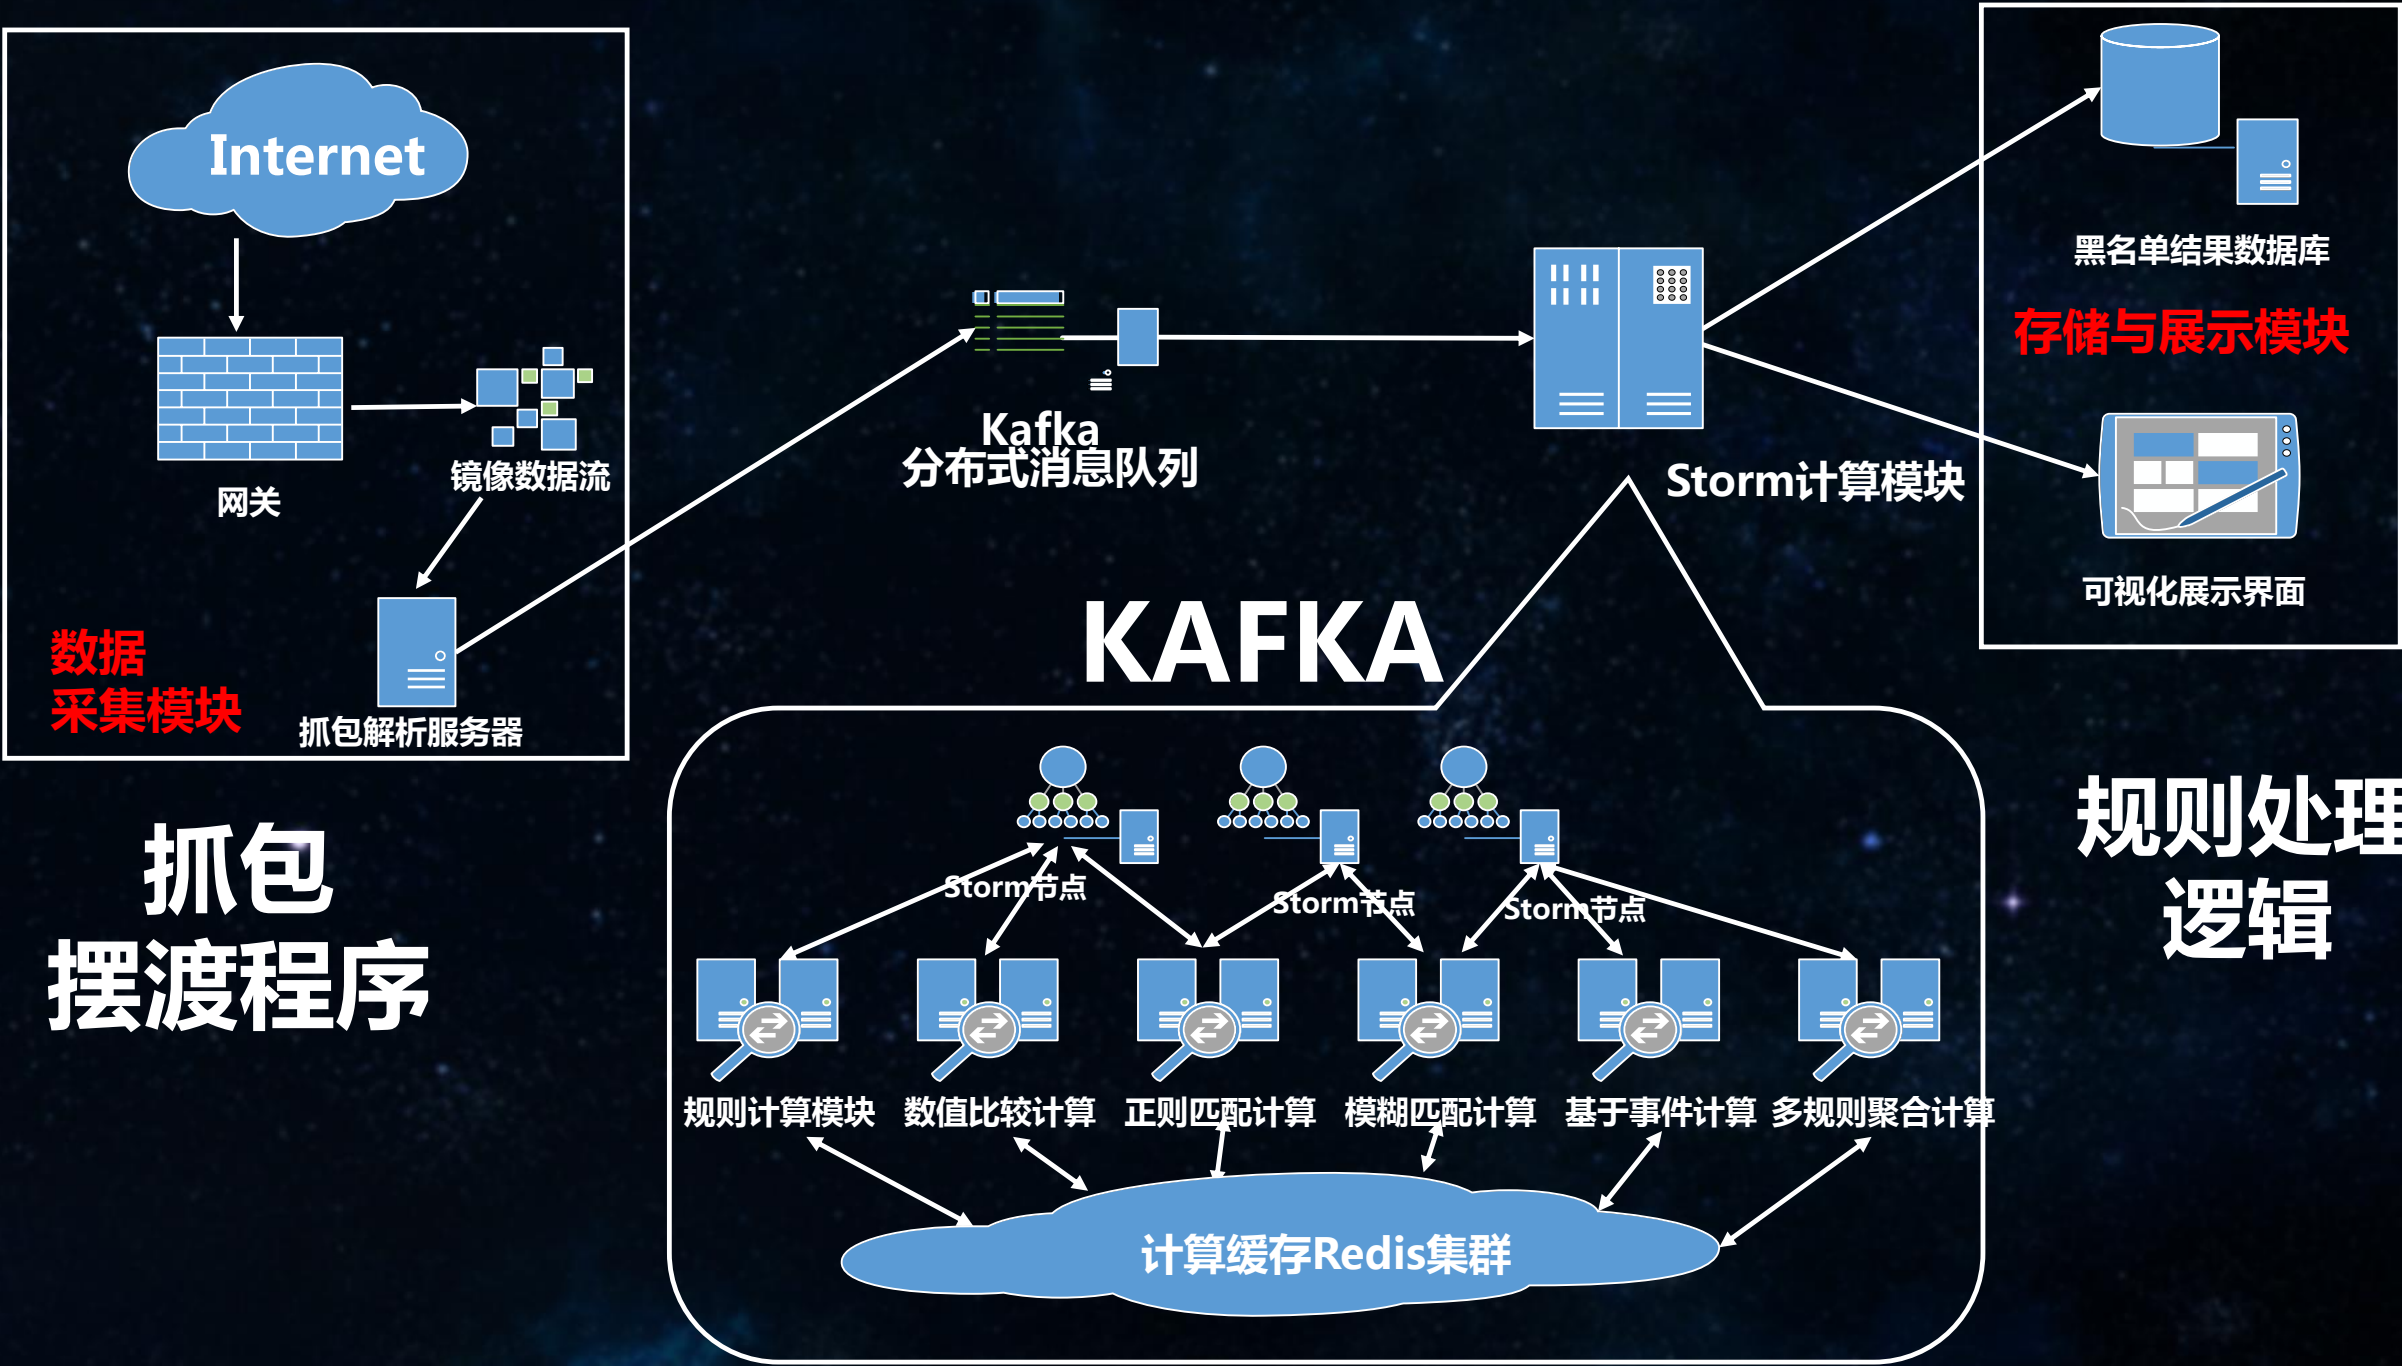 Internet
网关
镜像数据流
数据
采集模块
抓包解析服务器
Kafka
分布式消息队列
Storm计算模块
黑名单结果数据库
存储与展示模块
可视化展示界面
KAFKA
抓包
摆渡程序
规则处理
逻辑
Storm节点
Storm节点
Storm节点
规则计算模块
数值比较计算
正则匹配计算
模糊匹配计算
基于事件计算
多规则聚合计算
计算缓存Redis集群